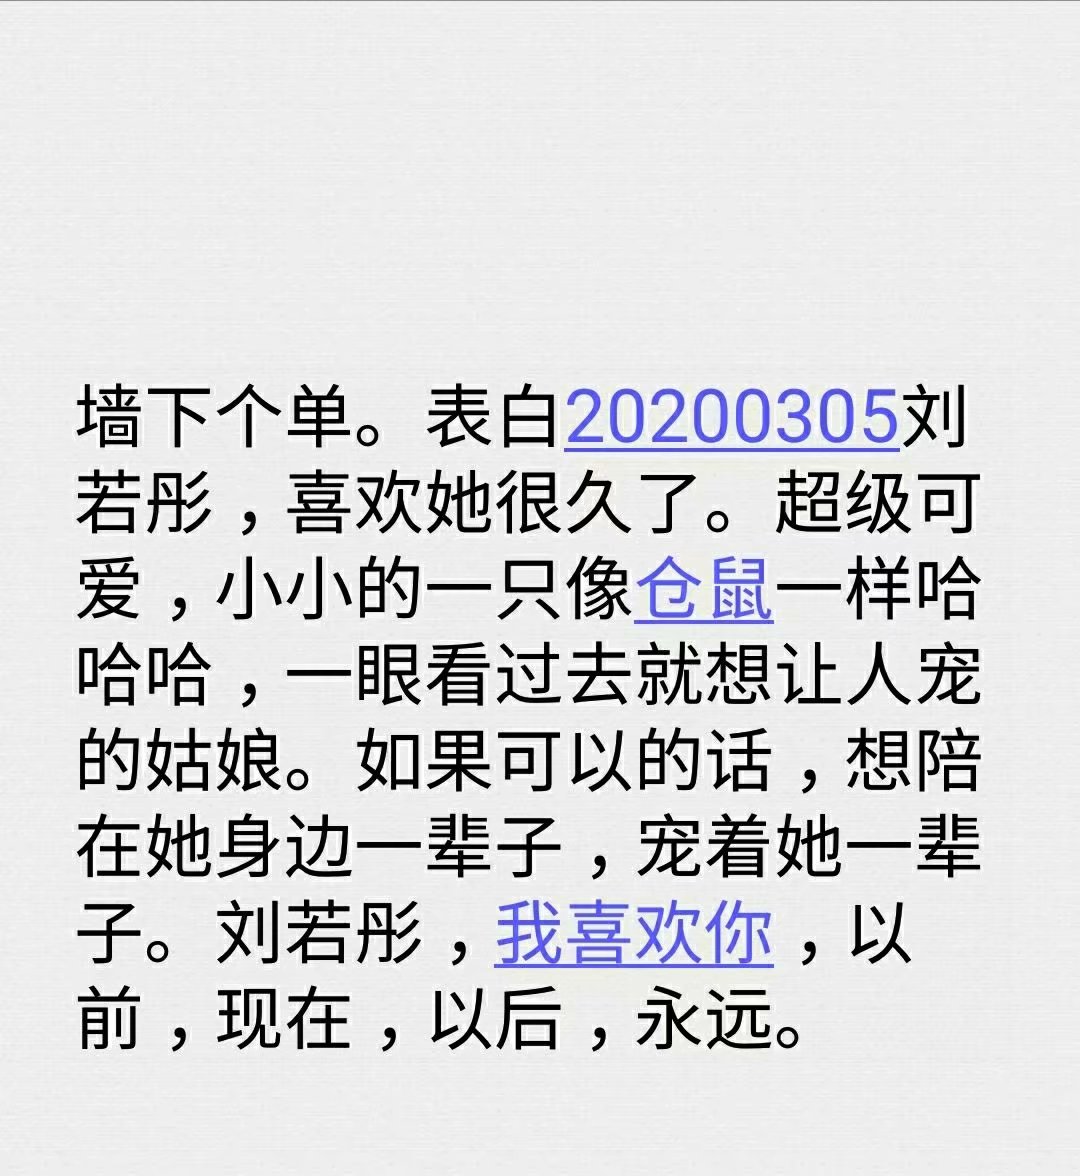 墙下个单。表白20200305刘
若彤，喜欢她很久了。超级可
爱，小小的一只像仓鼠一样哈
哈哈，一眼看过去就想让人宠
的姑娘。如果可以的话，想陪
在她身边一辈子，宠着她一辈
子。刘若彤，我喜欢你，以
前，现在，以后，永远。